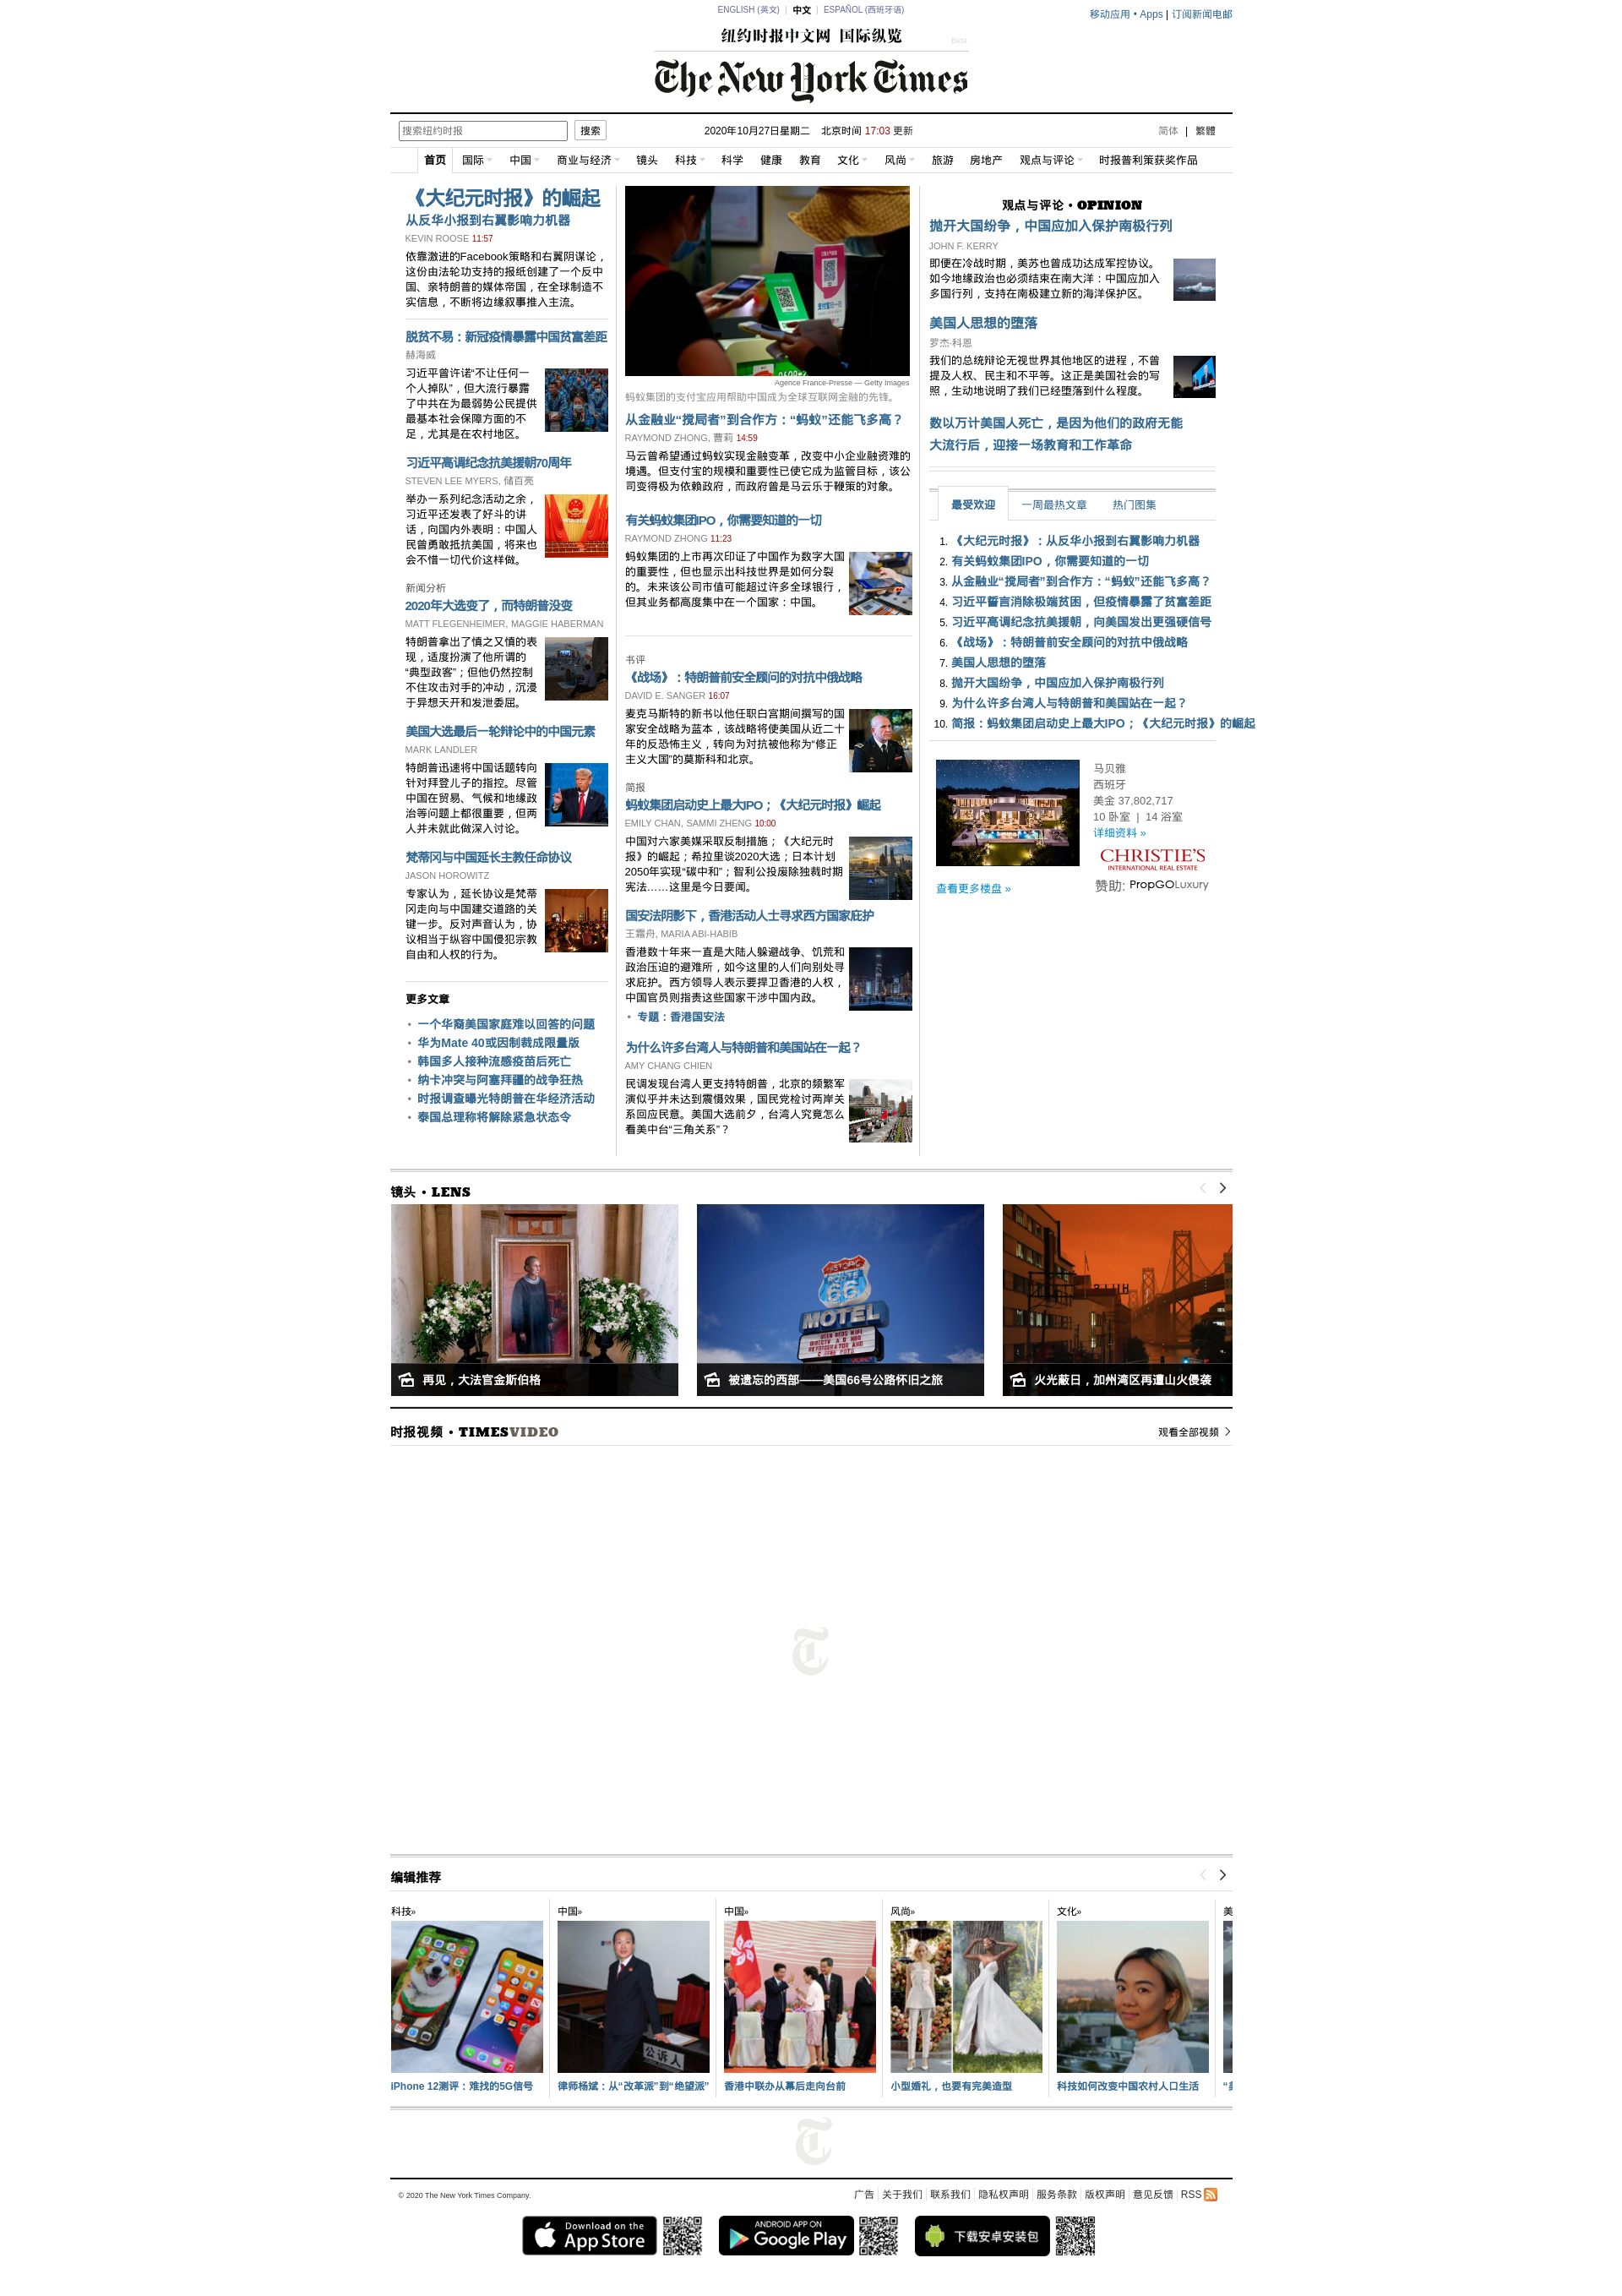 ENGLISH (英文) | 中文 | ESPAÑOL (西班牙语)
移动应用 • Apps | 订阅新闻电邮
纽约时报中文网 国际纵览
Beta
The New York Times
搜索纽约时报 搜索
2020年10月27日星期二 北京时间 17:03 更新
简体 | 繁體
首页 国际 中国 商业与经济 镜头 科技 科学 健康 教育 文化 风尚 旅游 房地产 观点与评论 时报普利策获奖作品
《大纪元时报》的崛起
从反华小报到右翼影响力机器
KEVIN ROOSE 11:57
依靠激进的Facebook策略和右翼阴谋论，
这份由法轮功支持的报纸创建了一个反中
国、亲特朗普的媒体帝国，在全球制造不
实信息，不断将边缘叙事推入主流。
脱贫不易：新冠疫情暴露中国贫富差距
赫海威
习近平曾许诺“不让任何一
个人掉队”，但大流行暴露
了中共在为最弱势公民提供
最基本社会保障方面的不
足，尤其是在农村地区。
习近平高调纪念抗美援朝70周年
STEVEN LEE MYERS, 储百亮
举办一系列纪念活动之余，
习近平还发表了好斗的讲
话，向国内外表明：中国人
民曾勇敢抵抗美国，将来也
会不惜一切代价这样做。
新闻分析
2020年大选变了，而特朗普没变
MATT FLEGENHEIMER, MAGGIE HABERMAN
特朗普拿出了慎之又慎的表
现，适度扮演了他所谓的
“典型政客”；但他仍然控制
不住攻击对手的冲动，沉浸
于异想天开和发泄委屈。
美国大选最后一轮辩论中的中国元素
MARK LANDLER
特朗普迅速将中国话题转向
针对拜登儿子的指控。尽管
中国在贸易、气候和地缘政
治等问题上都很重要，但两
人并未就此做深入讨论。
梵蒂冈与中国延长主教任命协议
JASON HOROWITZ
专家认为，延长协议是梵蒂
冈走向与中国建交道路的关
键一步。反对声音认为，协
议相当于纵容中国侵犯宗教
自由和人权的行为。
更多文章
• 一个华裔美国家庭难以回答的问题
• 华为Mate 40或因制裁成限量版
• 韩国多人接种流感疫苗后死亡
• 纳卡冲突与阿塞拜疆的战争狂热
• 时报调查曝光特朗普在华经济活动
• 泰国总理称将解除紧急状态令
Agence France-Presse — Getty Images
蚂蚁集团的支付宝应用帮助中国成为全球互联网金融的先锋。
从金融业“搅局者”到合作方：“蚂蚁”还能飞多高？
RAYMOND ZHONG, 曹莉 14:59
马云曾希望通过蚂蚁实现金融变革，改变中小企业融资难的
境遇。但支付宝的规模和重要性已使它成为监管目标，该公
司变得极为依赖政府，而政府曾是马云乐于鞭策的对象。
有关蚂蚁集团IPO，你需要知道的一切
RAYMOND ZHONG 11:23
蚂蚁集团的上市再次印证了中国作为数字大国
的重要性，但也显示出科技世界是如何分裂
的。未来该公司市值可能超过许多全球银行，
但其业务都高度集中在一个国家：中国。
书评
《战场》：特朗普前安全顾问的对抗中俄战略
DAVID E. SANGER 16:07
麦克马斯特的新书以他任职白宫期间撰写的国
家安全战略为蓝本，该战略将使美国从近二十
年的反恐怖主义，转向为对抗被他称为“修正
主义大国”的莫斯科和北京。
简报
蚂蚁集团启动史上最大IPO；《大纪元时报》崛起
EMILY CHAN, SAMMI ZHENG 10:00
中国对六家美媒采取反制措施；《大纪元时
报》的崛起；希拉里谈2020大选；日本计划
2050年实现“碳中和”；智利公投废除独裁时期
宪法……这里是今日要闻。
国安法阴影下，香港活动人士寻求西方国家庇护
王霜舟, MARIA ABI-HABIB
香港数十年来一直是大陆人躲避战争、饥荒和
政治压迫的避难所，如今这里的人们向别处寻
求庇护。西方领导人表示要捍卫香港的人权，
中国官员则指责这些国家干涉中国内政。
• 专题：香港国安法
为什么许多台湾人与特朗普和美国站在一起？
AMY CHANG CHIEN
民调发现台湾人更支持特朗普，北京的频繁军
演似乎并未达到震慑效果，国民党检讨两岸关
系回应民意。美国大选前夕，台湾人究竟怎么
看美中台“三角关系”？
观点与评论 • OPINION
抛开大国纷争，中国应加入保护南极行列
JOHN F. KERRY
即便在冷战时期，美苏也曾成功达成军控协议。
如今地缘政治也必须结束在南大洋：中国应加入
多国行列，支持在南极建立新的海洋保护区。
美国人思想的堕落
罗杰·科恩
我们的总统辩论无视世界其他地区的进程，不曾
提及人权、民主和不平等。这正是美国社会的写
照，生动地说明了我们已经堕落到什么程度。
数以万计美国人死亡，是因为他们的政府无能
大流行后，迎接一场教育和工作革命
最受欢迎 一周最热文章 热门图集
1. 《大纪元时报》：从反华小报到右翼影响力机器
2. 有关蚂蚁集团IPO，你需要知道的一切
3. 从金融业“搅局者”到合作方：“蚂蚁”还能飞多高？
4. 习近平誓言消除极端贫困，但疫情暴露了贫富差距
5. 习近平高调纪念抗美援朝，向美国发出更强硬信号
6. 《战场》：特朗普前安全顾问的对抗中俄战略
7. 美国人思想的堕落
8. 抛开大国纷争，中国应加入保护南极行列
9. 为什么许多台湾人与特朗普和美国站在一起？
10. 简报：蚂蚁集团启动史上最大IPO；《大纪元时报》的崛起
马贝雅
西班牙
美金 37,802,717
10 卧室 | 14 浴室
详细资料 »
CHRISTIE'S
INTERNATIONAL REAL ESTATE
查看更多楼盘 »
赞助: PropGOLuxury
镜头 • LENS
HISTORIC
ROUTE
66
MOTEL
再见，大法官金斯伯格
被遗忘的西部——美国66号公路怀旧之旅
火光蔽日，加州湾区再遭山火侵袭
时报视频 • TIMESVIDEO
观看全部视频
编辑推荐
科技» 中国» 中国» 风尚» 文化» 美
公诉人
iPhone 12测评：难找的5G信号
律师杨斌：从“改革派”到“绝望派”
香港中联办从幕后走向台前
小型婚礼，也要有完美造型
科技如何改变中国农村人口生活
© 2020 The New York Times Company.
广告 | 关于我们 | 联系我们 | 隐私权声明 | 服务条款 | 版权声明 | 意见反馈 | RSS
Download on the
App Store
ANDROID APP ON
Google Play
下载安卓安装包